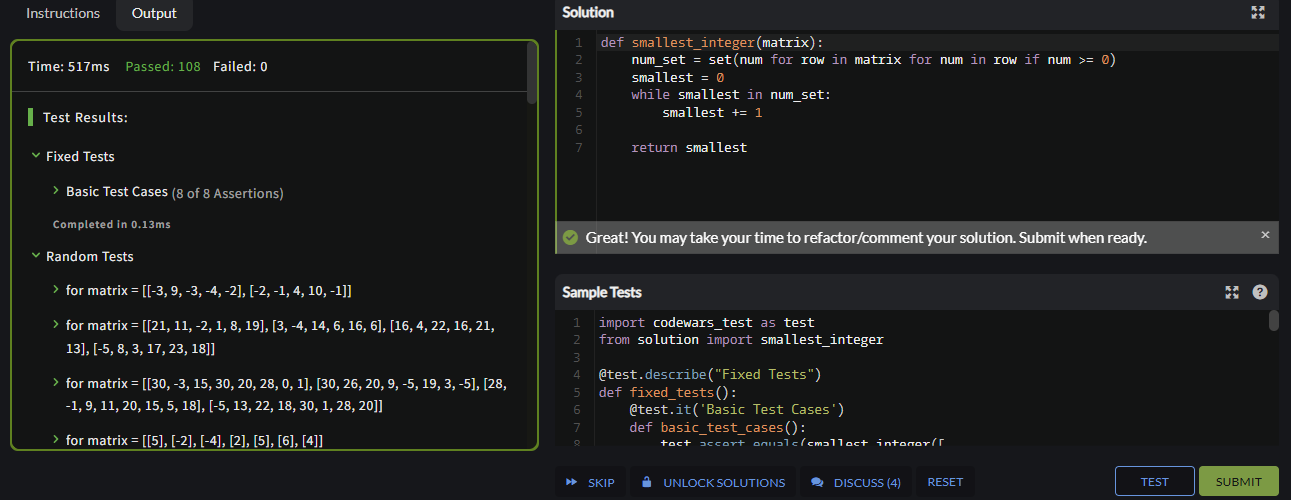 Instructions
Output
Time: 517ms Passed: 108 Failed: 0
Test Results:
Fixed Tests
Basic Test Cases (8 of 8 Assertions)
Completed in 0.13ms
Random Tests
for matrix = [[-3, 9, -3, -4, -2], [-2, -1, 4, 10, -1]]
for matrix = [[21, 11, -2, 1, 8, 19], [3, -4, 14, 6, 16, 6], [16, 4, 22, 16, 21,
13], [-5, 8, 3, 17, 23, 18]]
for matrix = [[30, -3, 15, 30, 20, 28, 0, 1], [30, 26, 20, 9, -5, 19, 3, -5], [28,
-1, 9, 11, 20, 15, 5, 18], [-5, 13, 22, 18, 30, 1, 28, 20]]
for matrix = [[5], [-2], [-4], [2], [5], [6], [4]]
Solution
1 def smallest_integer(matrix):
2     num_set = set(num for row in matrix for num in row if num >= 0)
3     smallest = 0
4     while smallest in num_set:
5         smallest += 1
6
7     return smallest
Great! You may take your time to refactor/comment your solution. Submit when ready.
×
Sample Tests
?
1 import codewars_test as test
2 from solution import smallest_integer
3
4 @test.describe("Fixed Tests")
5 def fixed_tests():
6     @test.it('Basic Test Cases')
7     def basic_test_cases():
8         test.assert_equals(smallest_integer([
SKIP
UNLOCK SOLUTIONS
DISCUSS (4)
RESET
TEST
SUBMIT